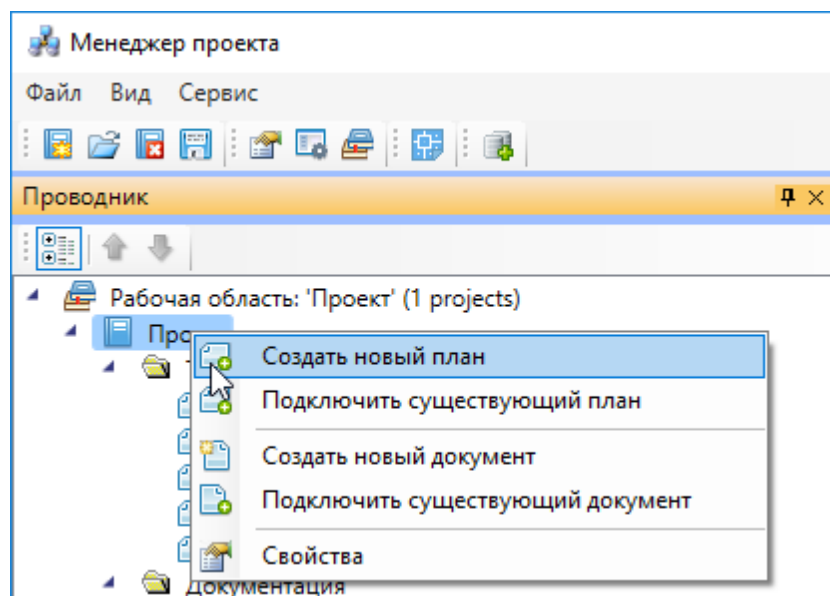 Менеджер проекта
Файл Вид Сервис
Проводник
Рабочая область: 'Проект' (1 projects)
Создать новый план
Подключить существующий план
Создать новый документ
Подключить существующий документ
Свойства
Документация